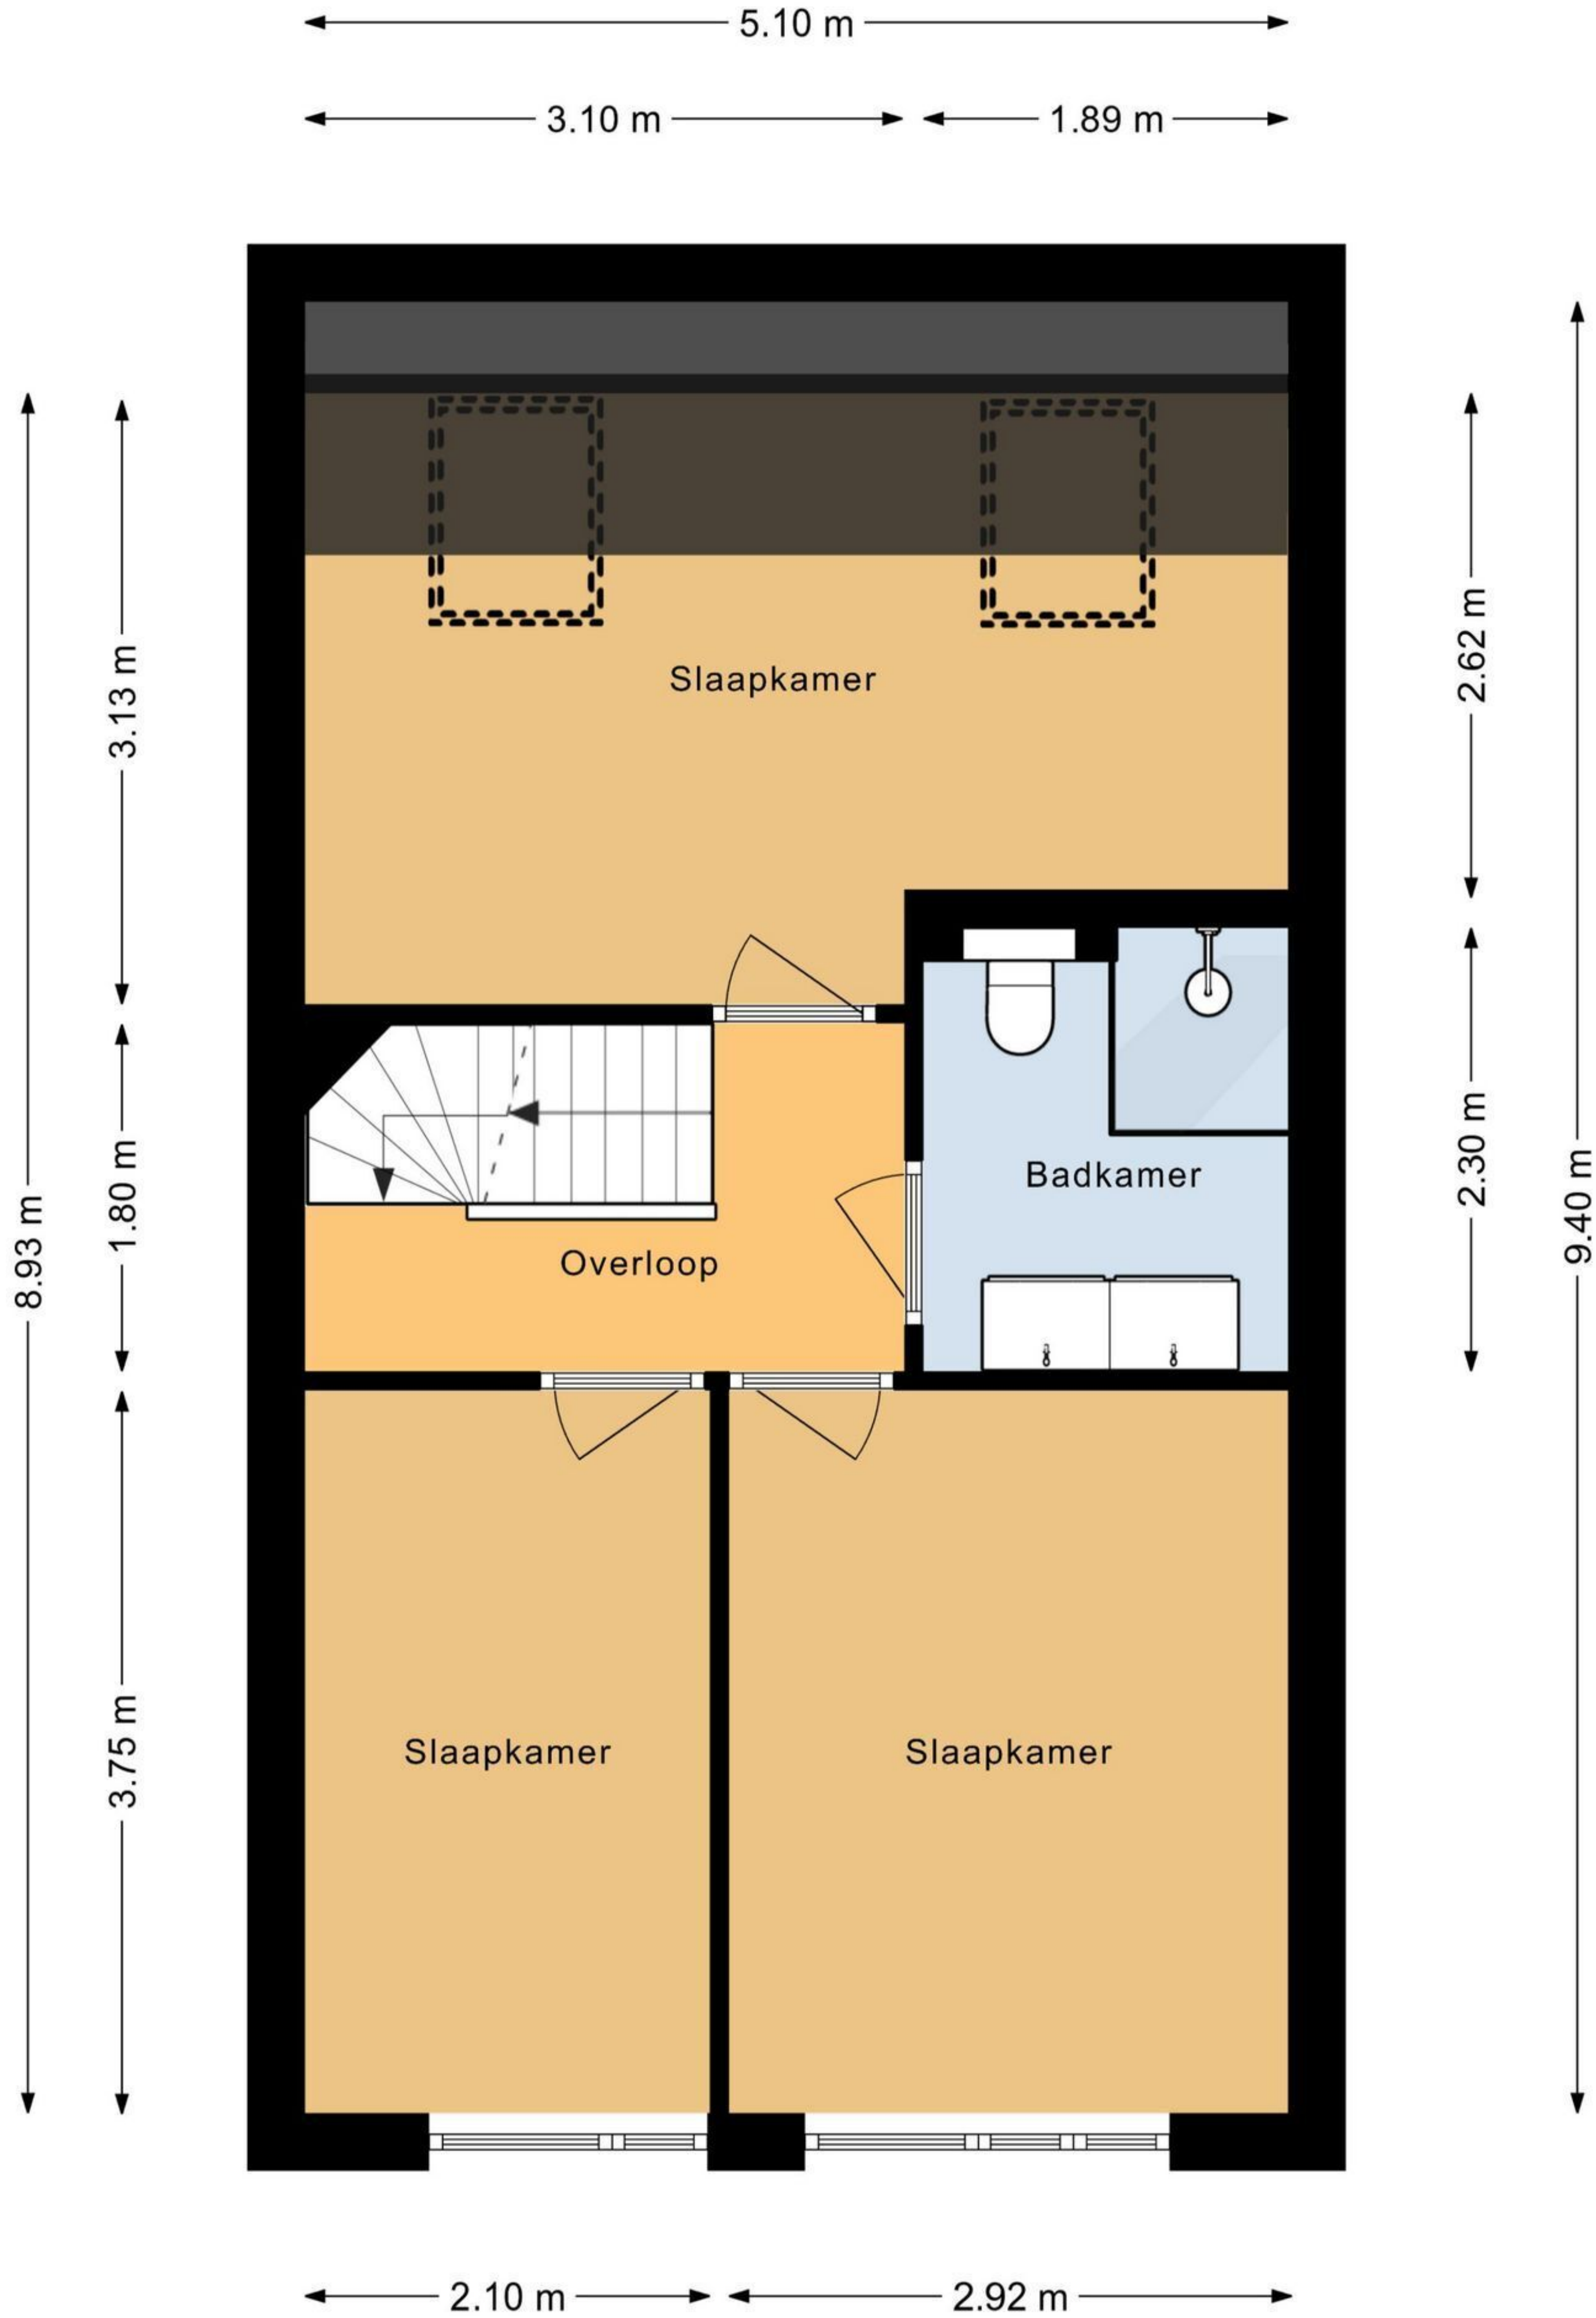 5.10 m
3.10 m
1.89 m
3.13 m
2.62 m
Slaapkamer
8.93 m
1.80 m
2.30 m
9.40 m
Badkamer
Overloop
3.75 m
Slaapkamer
Slaapkamer
2.10 m
2.92 m